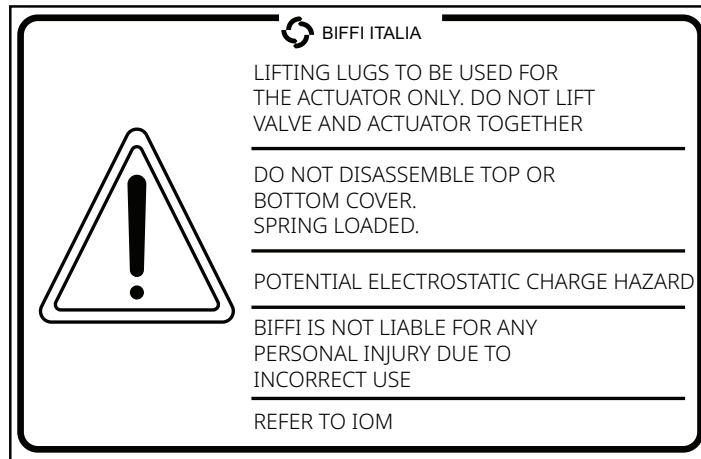 BIFFI ITALIA
LIFTING LUGS TO BE USED FOR
THE ACTUATOR ONLY. DO NOT LIFT
VALVE AND ACTUATOR TOGETHER
DO NOT DISASSEMBLE TOP OR
BOTTOM COVER.
SPRING LOADED.
POTENTIAL ELECTROSTATIC CHARGE HAZARD
BIFFI IS NOT LIABLE FOR ANY
PERSONAL INJURY DUE TO
INCORRECT USE
REFER TO IOM